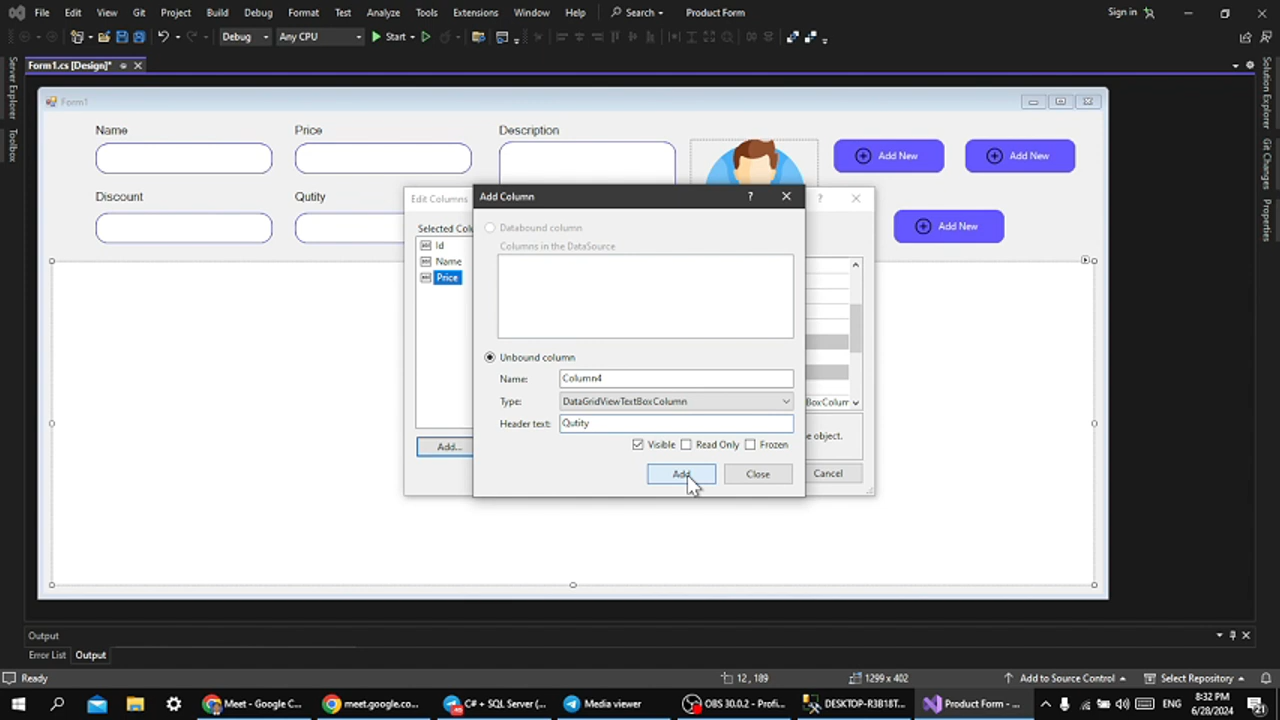 File Edit View Git Project Build Debug Format Test Analyze Tools Extensions Window Help Search Product Form Sign in
Debug Any CPU Start
Form1.cs [Design]*
Server Explorer
Toolbox
Solution Explorer
Git Changes
Properties
Form1
Name Price Description
Add New Add New
Discount Qutity
Add New
Edit Columns
Selected Colu
Id
Name
Price
Add...
Add Column
?
?
Databound column
Columns in the DataSource
Unbound column
Name: Column4
Type: DataGridViewTextBoxColumn
BoxColum
Header text: Qutity
e object.
Visible Read Only Frozen
Add Close Cancel
Output
Error List Output
Ready 12, 189 1299 x 402 Add to Source Control Select Repository
Meet - Google C... meet.google.co... C# + SQL Server (... Media viewer OBS 30.0.2 - Profi... DESKTOP-R3B18T... Product Form - ... ENG 8:32 PM
6/28/2024 21